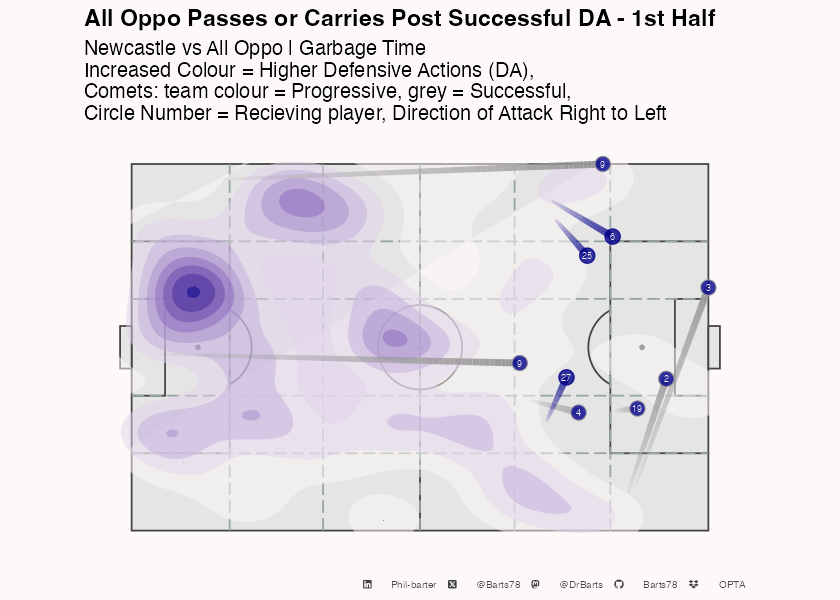 All Oppo Passes or Carries Post Successful DA - 1st Half
Newcastle vs All Oppo l Garbage Time
Increased Colour = Higher Defensive Actions (DA),
Comets: team colour = Progressive, grey = Successful,
Circle Number = Recieving player, Direction of Attack Right to Left
9
6
25
3
9
27
2
4
19
Phil-barter @Barts78 @DrBarts Barts78 OPTA